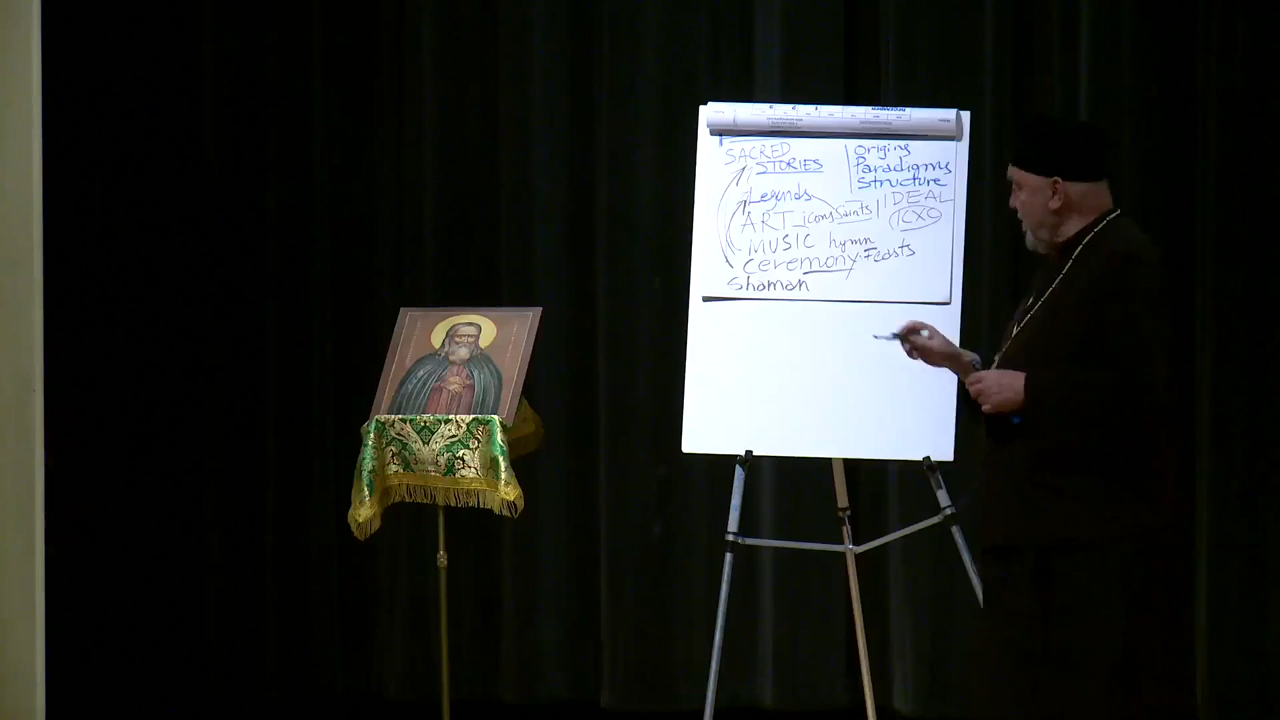 SACRED
STORIES
Origins
Paradigms
Structure
Legends
ART icons Saints
IDEAL
ICXC
MUSIC hymn
Ceremony · Feasts
Shaman